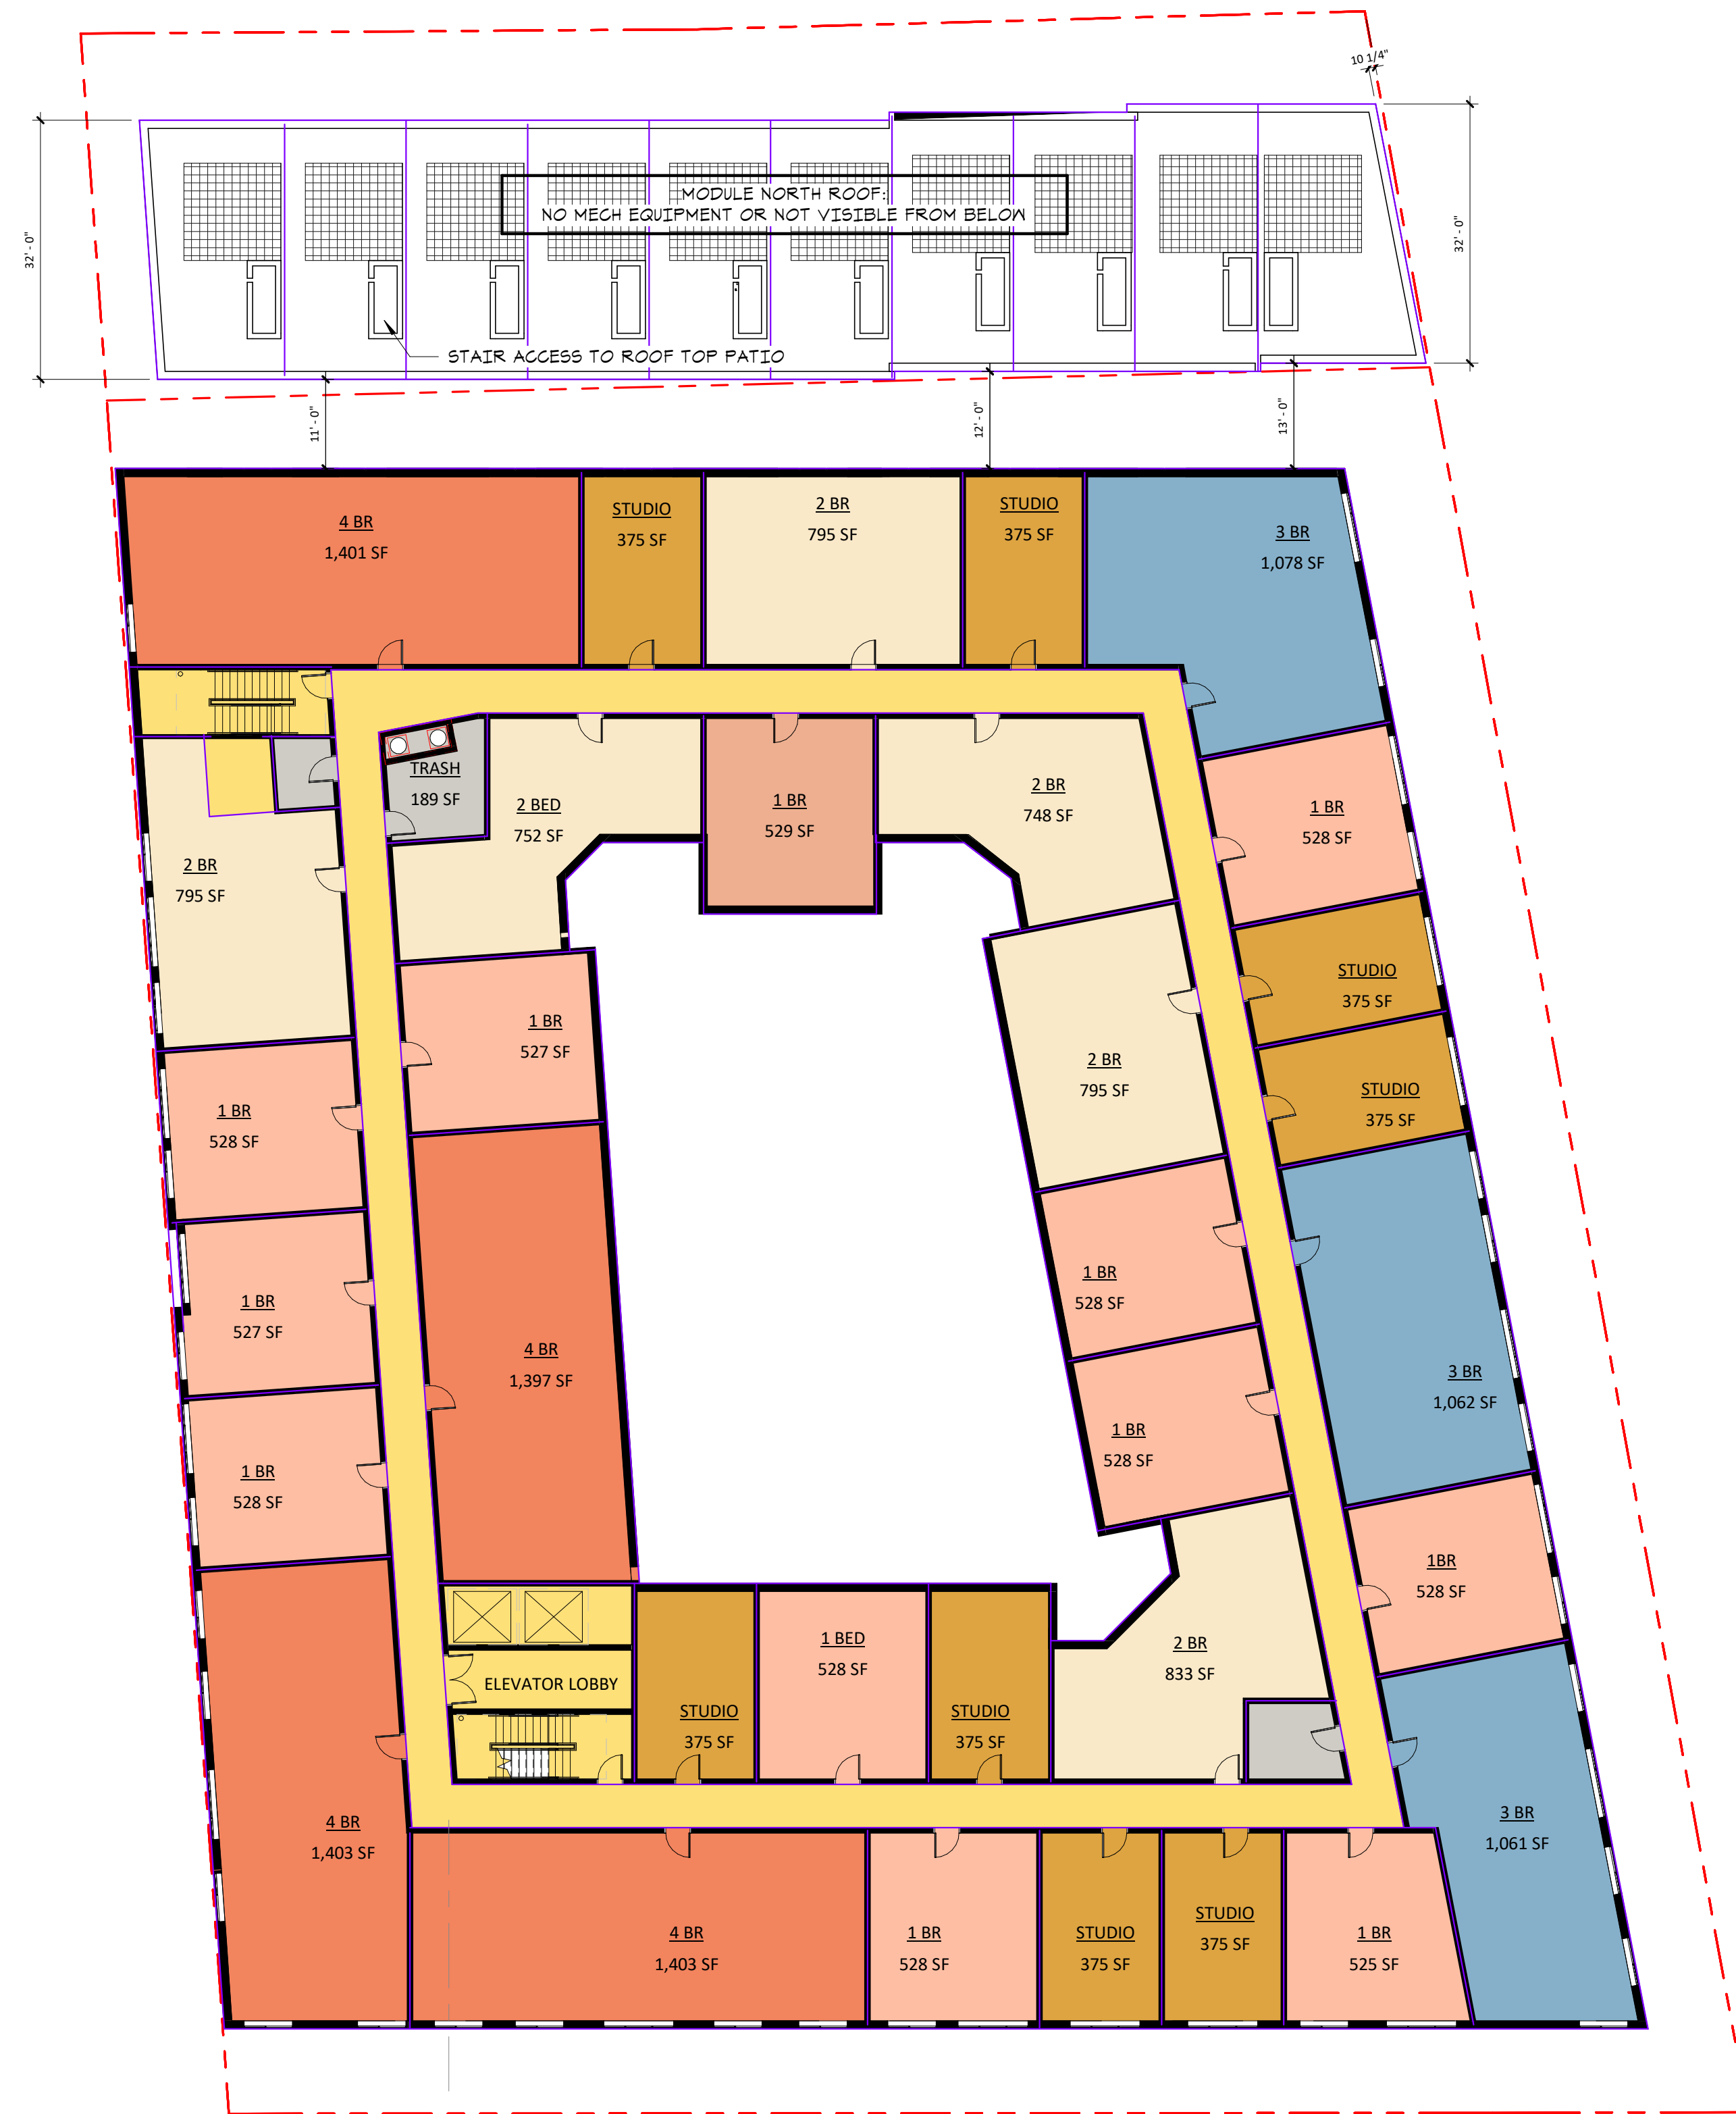 10 1/4"
32' - 0"
32' - 0"
MODULE NORTH ROOF:
NO MECH EQUIPMENT OR NOT VISIBLE FROM BELOW
STAIR ACCESS TO ROOF TOP PATIO
11' - 0"
12' - 0"
13' - 0"
4 BR
1,401 SF
STUDIO
375 SF
2 BR
795 SF
STUDIO
375 SF
3 BR
1,078 SF
TRASH
189 SF
2 BED
752 SF
1 BR
529 SF
2 BR
748 SF
1 BR
528 SF
2 BR
795 SF
STUDIO
375 SF
1 BR
527 SF
2 BR
795 SF
STUDIO
375 SF
1 BR
528 SF
1 BR
527 SF
4 BR
1,397 SF
1 BR
528 SF
3 BR
1,062 SF
1 BR
528 SF
1 BR
528 SF
1BR
528 SF
ELEVATOR LOBBY
STUDIO
375 SF
1 BED
528 SF
STUDIO
375 SF
2 BR
833 SF
4 BR
1,403 SF
3 BR
1,061 SF
4 BR
1,403 SF
1 BR
528 SF
STUDIO
375 SF
STUDIO
375 SF
1 BR
525 SF